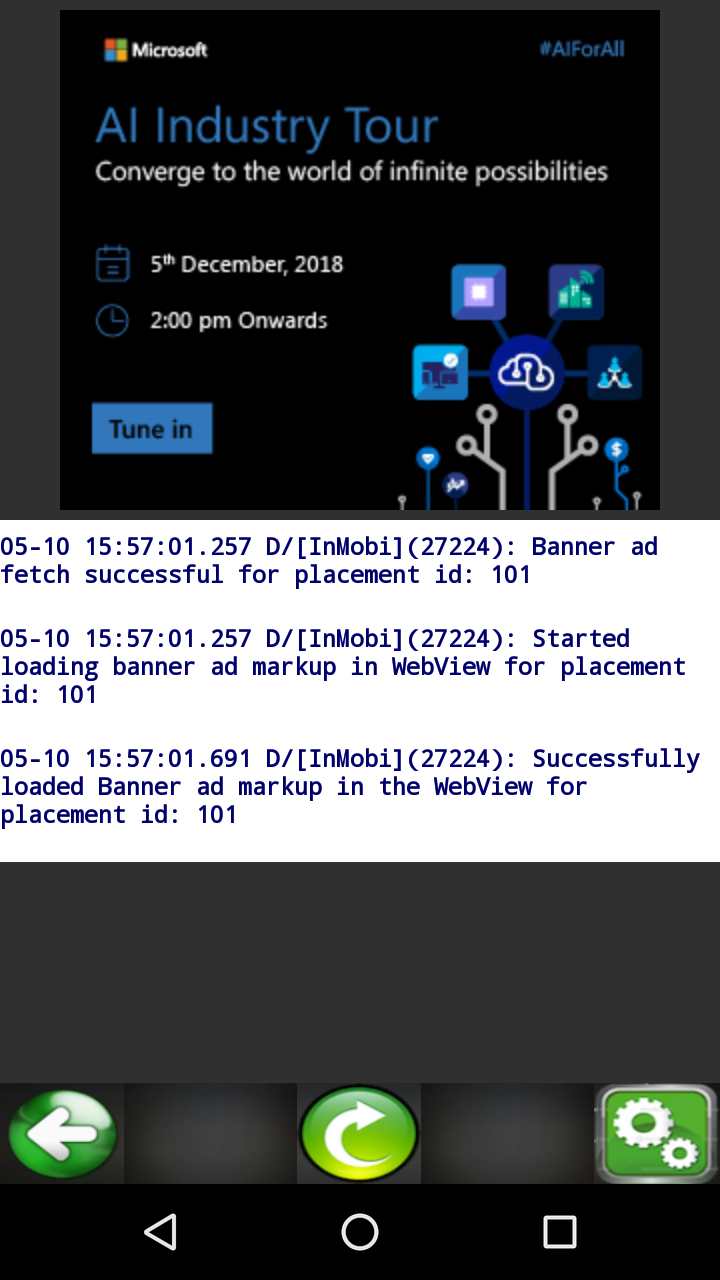 Microsoft
#AIForAll
AI Industry Tour
Converge to the world of infinite possibilities
5th December, 2018
2:00 pm Onwards
Tune in
$
05-10 15:57:01.257 D/[InMobi](27224): Banner ad
fetch successful for placement id: 101
05-10 15:57:01.257 D/[InMobi](27224): Started
loading banner ad markup in WebView for placement
id: 101
05-10 15:57:01.691 D/[InMobi](27224): Successfully
loaded Banner ad markup in the WebView for
placement id: 101